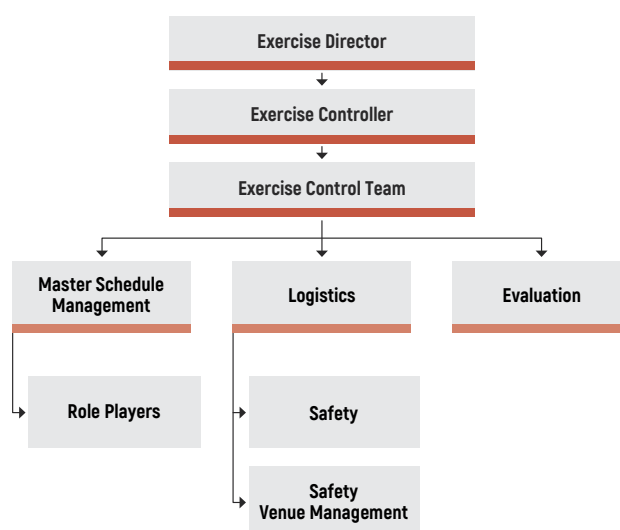 Exercise Director
Exercise Controller
Exercise Control Team
Master Schedule
Management
Logistics
Evaluation
Role Players
Safety
Safety
Venue Management